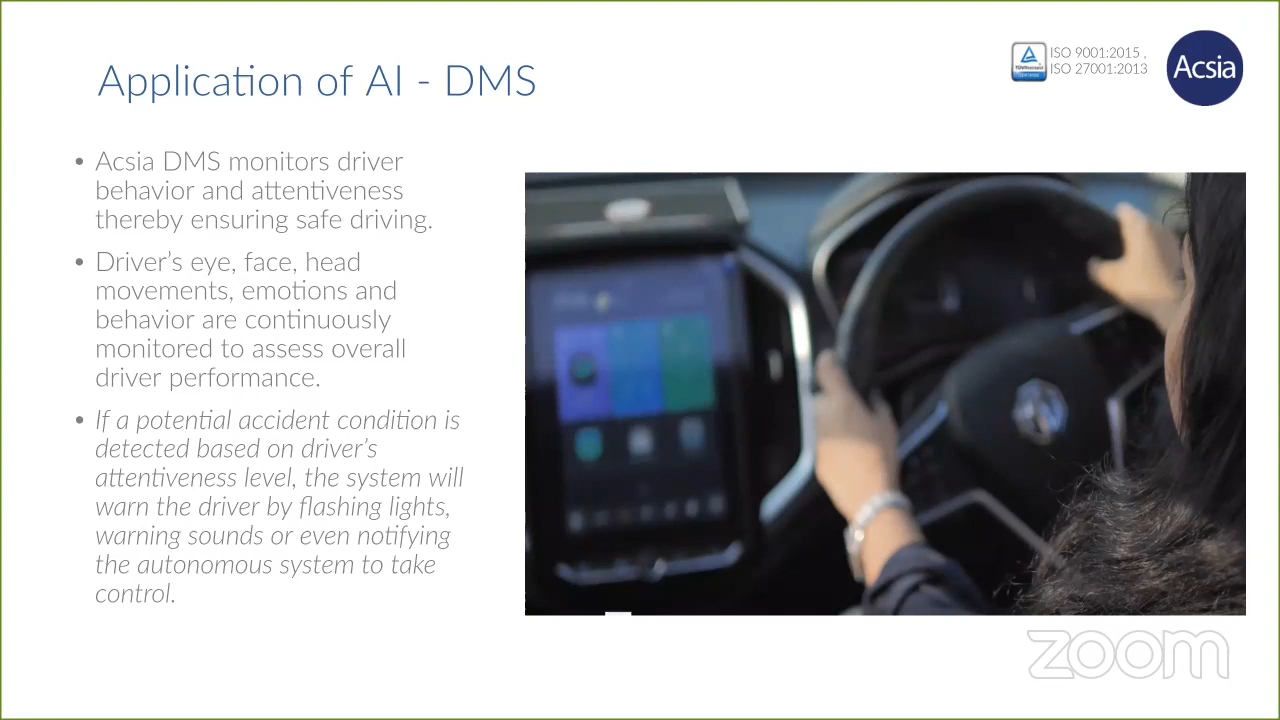 Application of AI - DMS
ISO 9001:2015 ,
ISO 27001:2013
Acsia
• Acsia DMS monitors driver
behavior and attentiveness
thereby ensuring safe driving.
• Driver's eye, face, head
movements, emotions and
behavior are continuously
monitored to assess overall
driver performance.
• If a potential accident condition is
detected based on driver's
attentiveness level, the system will
warn the driver by flashing lights,
warning sounds or even notifying
the autonomous system to take
control.
zoom